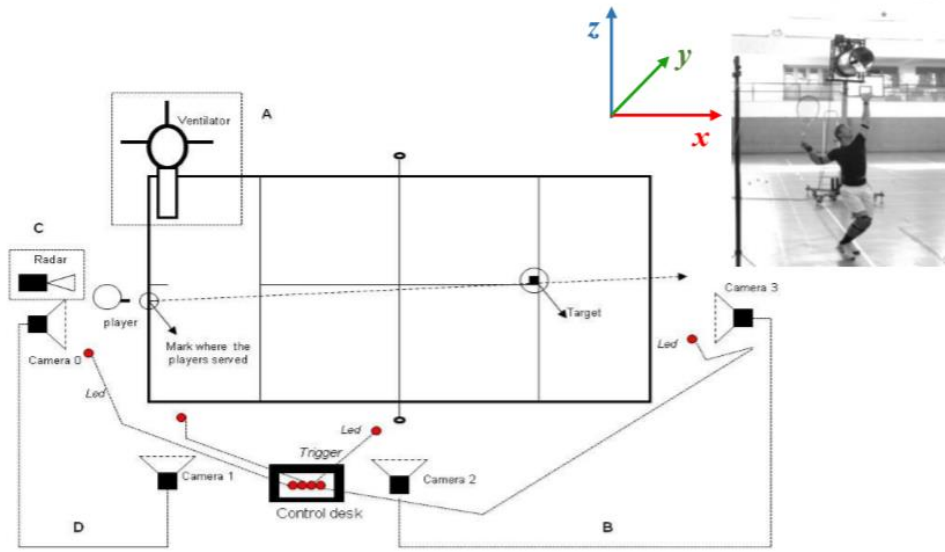 z
y
x
Ventilator
A
C
Radar
player
Mark where the
players served
Target
Camera 3
Camera 0
Led
Led
Led
Trigger
Camera 1
Camera 2
Control desk
D
B